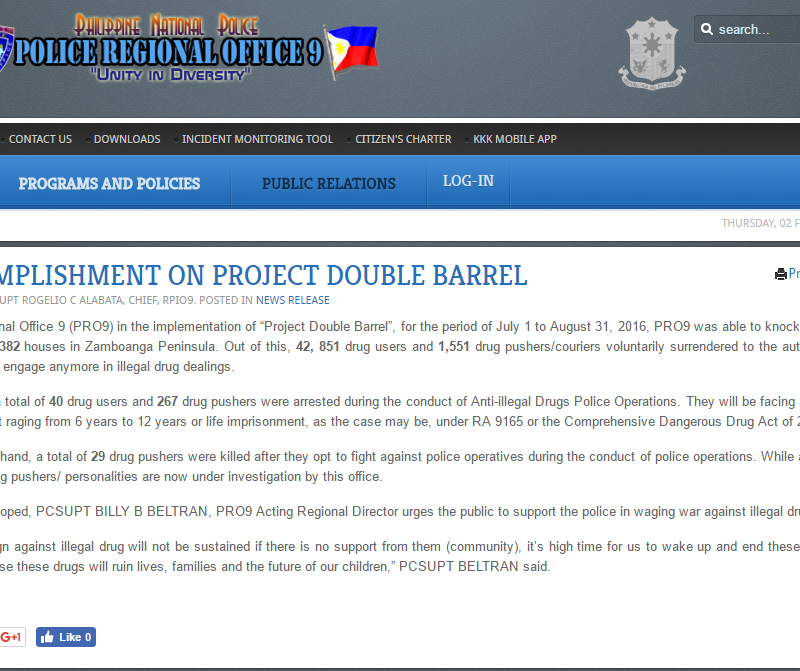 PHILIPPINE NATIONAL POLICE
POLICE REGIONAL OFFICE 9
"UNITY IN DIVERSITY"
search...
CONTACT US DOWNLOADS INCIDENT MONITORING TOOL CITIZEN'S CHARTER KKK MOBILE APP
PROGRAMS AND POLICIES PUBLIC RELATIONS LOG-IN
THURSDAY, 02 F
MPLISHMENT ON PROJECT DOUBLE BARREL
Pr
UPT ROGELIO C ALABATA, CHIEF, RPIO9. POSTED IN NEWS RELEASE
nal Office 9 (PRO9) in the implementation of “Project Double Barrel”, for the period of July 1 to August 31, 2016, PRO9 was able to knock
382 houses in Zamboanga Peninsula. Out of this, 42, 851 drug users and 1,551 drug pushers/couriers voluntarily surrendered to the aut
engage anymore in illegal drug dealings.
total of 40 drug users and 267 drug pushers were arrested during the conduct of Anti-illegal Drugs Police Operations. They will be facing
t raging from 6 years to 12 years or life imprisonment, as the case may be, under RA 9165 or the Comprehensive Dangerous Drug Act of 2
hand, a total of 29 drug pushers were killed after they opt to fight against police operatives during the conduct of police operations. While a
g pushers/ personalities are now under investigation by this office.
oped, PCSUPT BILLY B BELTRAN, PRO9 Acting Regional Director urges the public to support the police in waging war against illegal dru
gn against illegal drug will not be sustained if there is no support from them (community), it’s high time for us to wake up and end these
se these drugs will ruin lives, families and the future of our children,” PCSUPT BELTRAN said.
G+1 Like 0